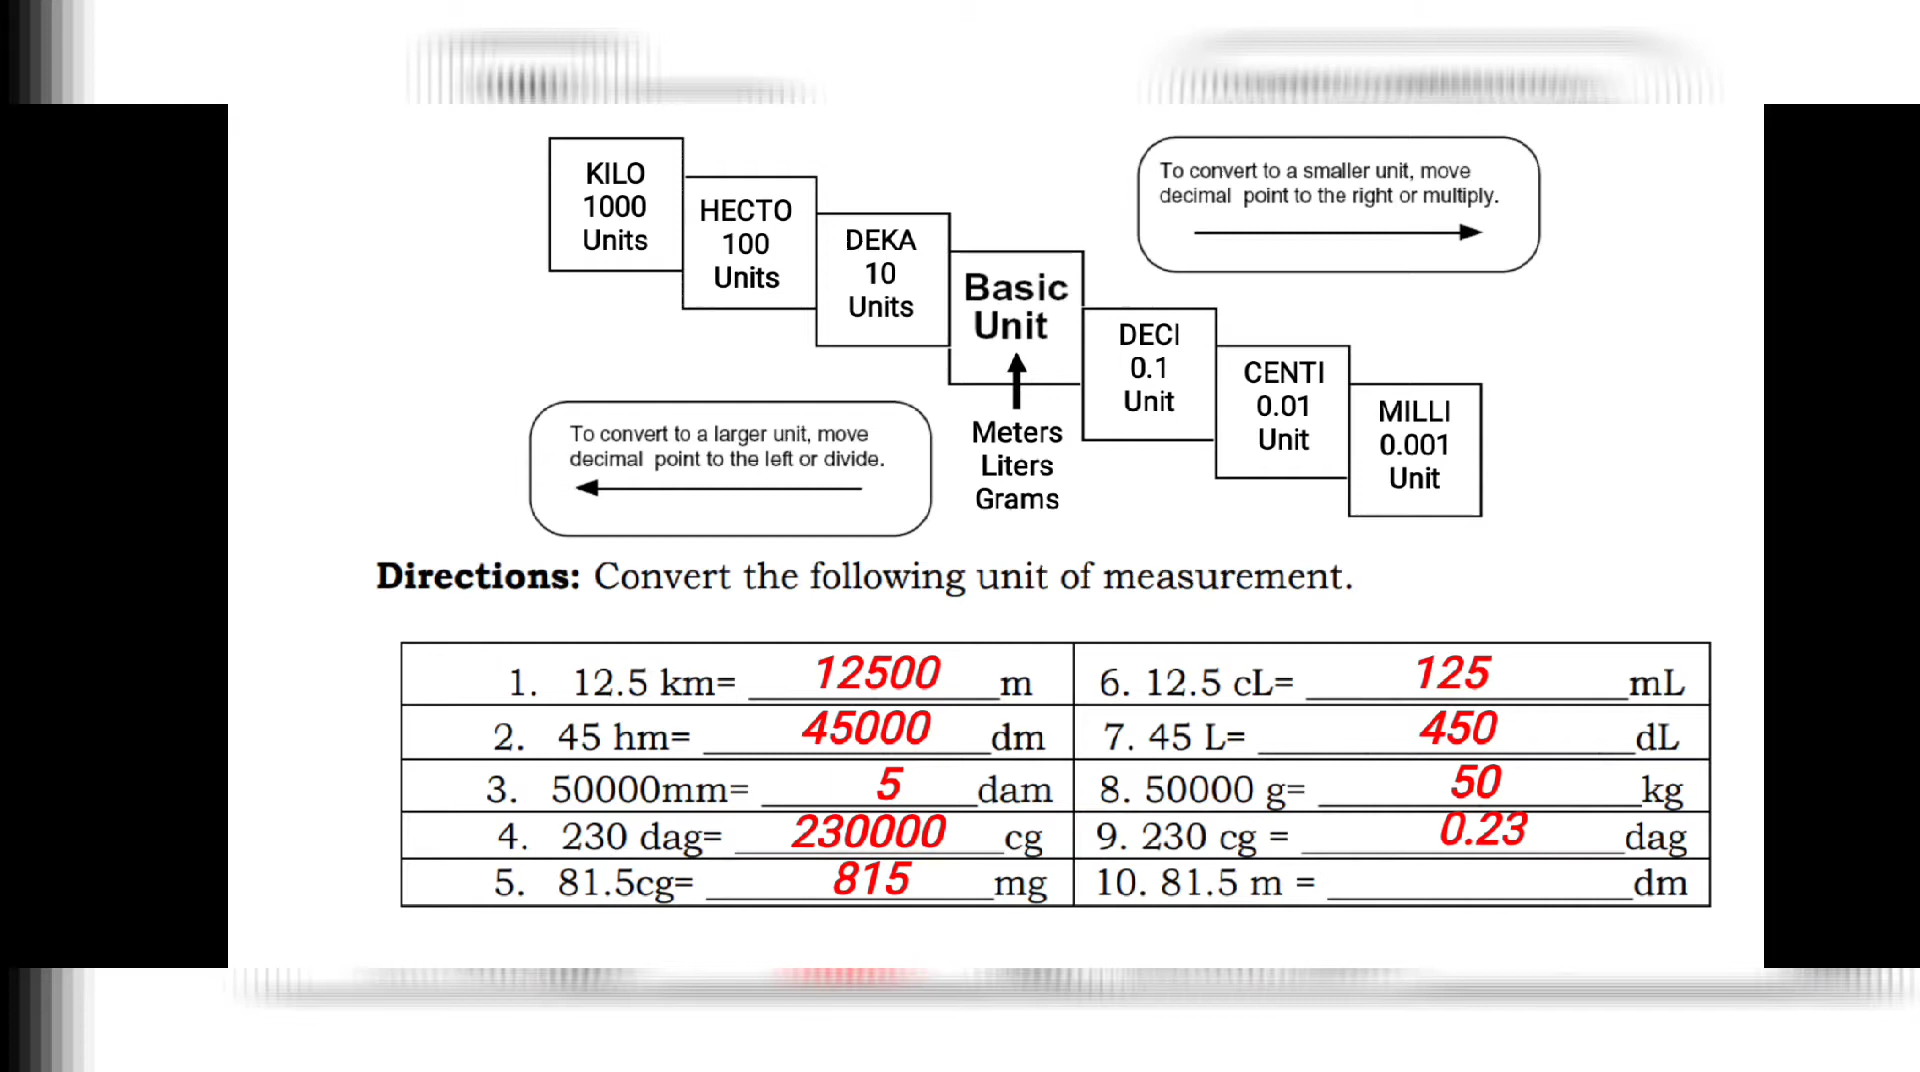 KILO
1000
Units
HECTO
100
Units
DEKA
10
Units
Basic
Unit
Meters
Liters
Grams
DECI
0.1
Unit
CENTI
0.01
Unit
MILLI
0.001
Unit
To convert to a smaller unit, move
decimal point to the right or multiply.
To convert to a larger unit, move
decimal point to the left or divide.
Directions: Convert the following unit of measurement.
1. 12.5 km= 12500 m
2. 45 hm= 45000 dm
3. 50000mm= 5 dam
4. 230 dag= 230000 cg
5. 81.5cg= 815 mg
6. 12.5 cL= 125 mL
7. 45 L= 450 dL
8. 50000 g= 50 kg
9. 230 cg = 0.23 dag
10. 81.5 m = dm